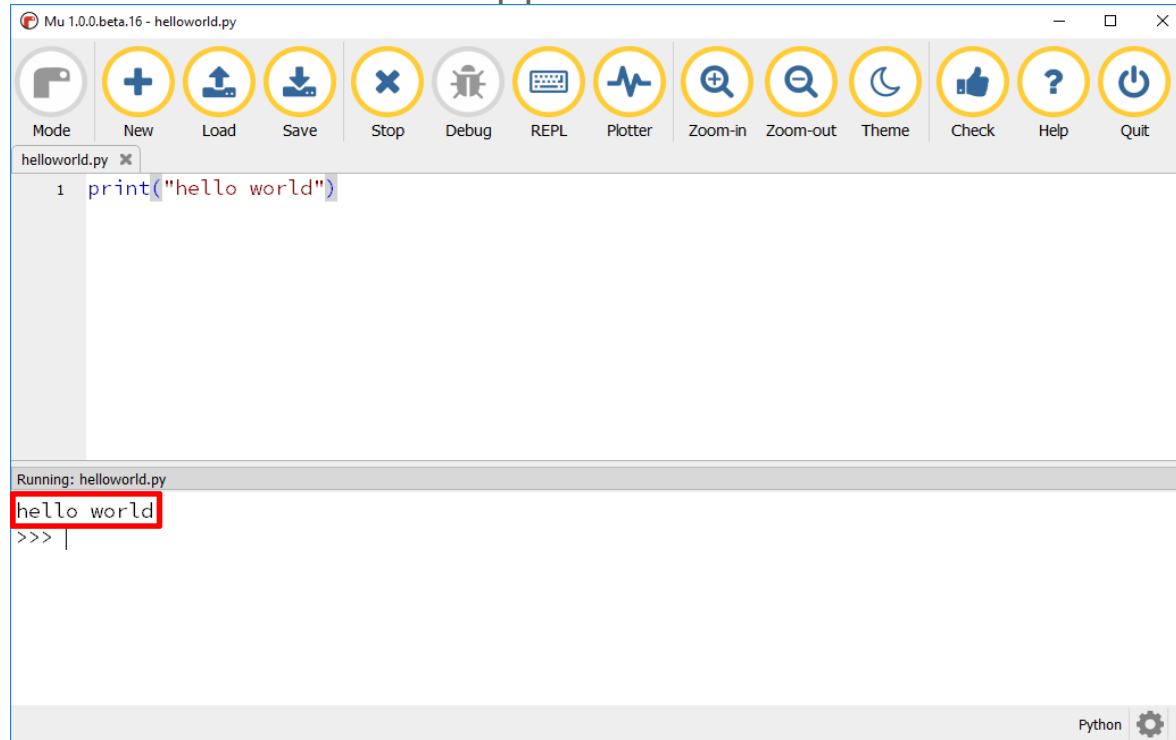 Mu 1.0.0.beta.16 - helloworld.py
Mode New Load Save Stop Debug REPL Plotter Zoom-in Zoom-out Theme Check Help Quit
helloworld.py
1 print("hello world")
Running: helloworld.py
hello world
>>>
Python